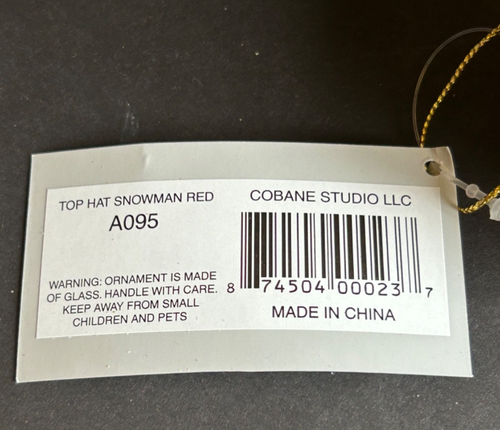 TOP HAT SNOWMAN RED
A095
WARNING: ORNAMENT IS MADE
OF GLASS. HANDLE WITH CARE.
KEEP AWAY FROM SMALL
CHILDREN AND PETS
COBANE STUDIO LLC
8 74504 00023 7
MADE IN CHINA